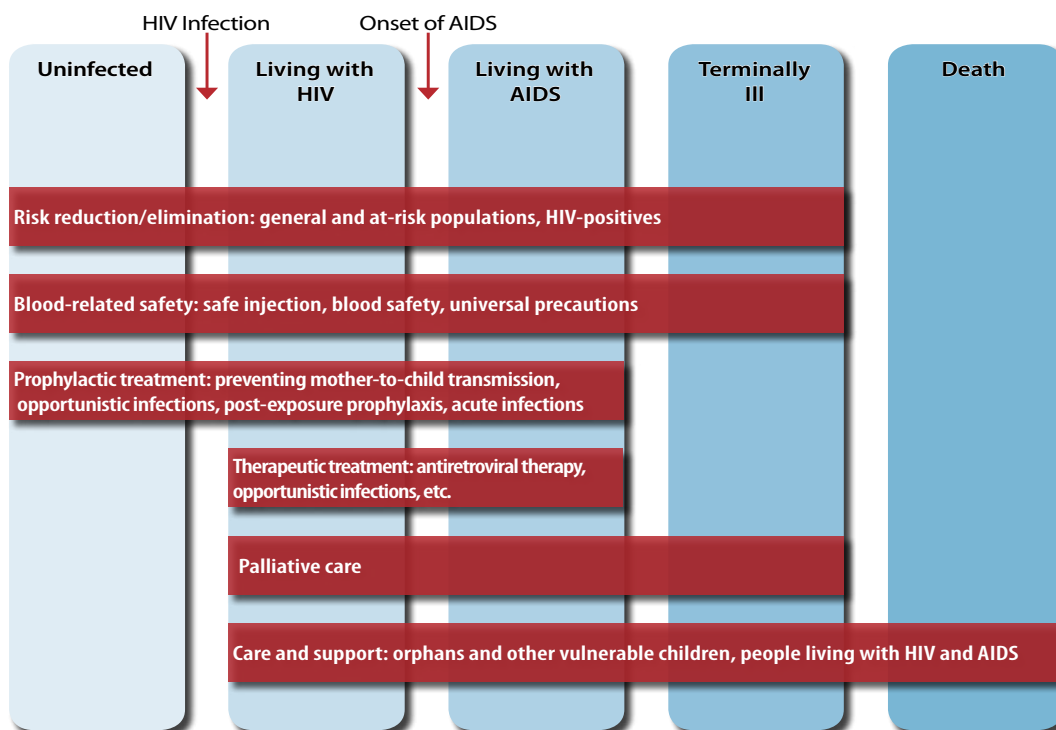 HIV Infection
Onset of AIDS
Uninfected
Living with
HIV
Living with
AIDS
Terminally
Ill
Death
Risk reduction/elimination: general and at-risk populations, HIV-positives
Blood-related safety: safe injection, blood safety, universal precautions
Prophylactic treatment: preventing mother-to-child transmission,
opportunistic infections, post-exposure prophylaxis, acute infections
Therapeutic treatment: antiretroviral therapy,
opportunistic infections, etc.
Palliative care
Care and support: orphans and other vulnerable children, people living with HIV and AIDS